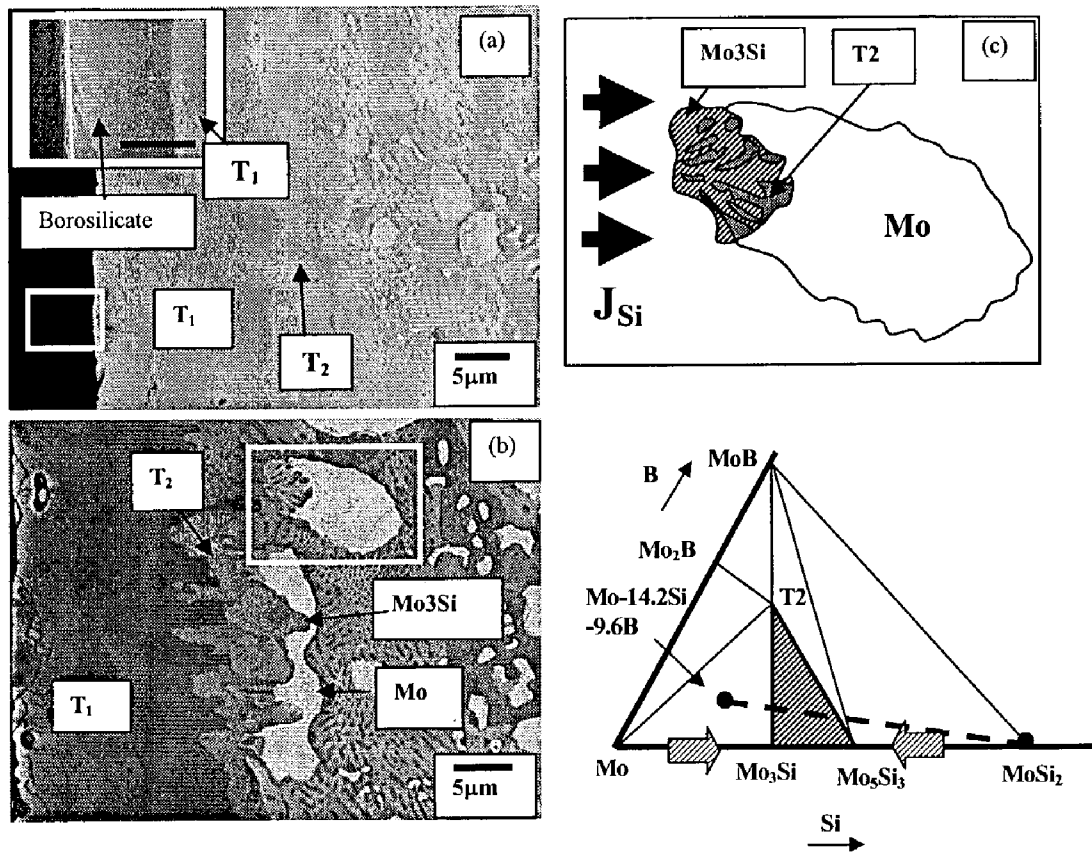 (a)
T₁
Borosilicate
T₁
T₂
5µm
(b)
T₂
Mo3Si
Mo
T₁
5µm
(c)
Mo3Si
T2
Mo
J_Si
B
MoB
Mo₂B
T2
Mo-14.2Si
-9.6B
Mo
Mo₃Si
Mo₅Si₃
MoSi₂
Si